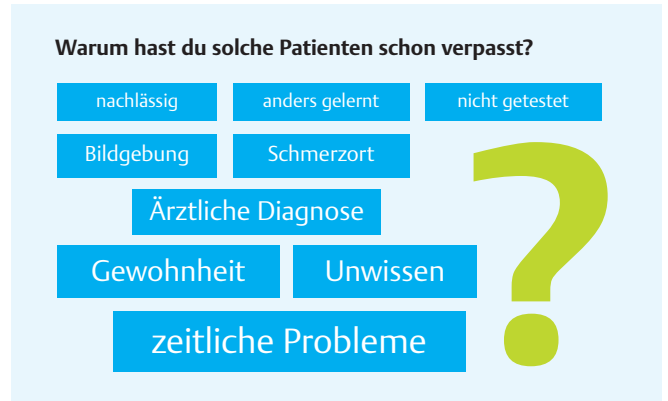 Warum hast du solche Patienten schon verpasst?
nachlässig anders gelernt nicht getestet
Bildgebung Schmerzort
Ärztliche Diagnose
Gewohnheit Unwissen
zeitliche Probleme
?